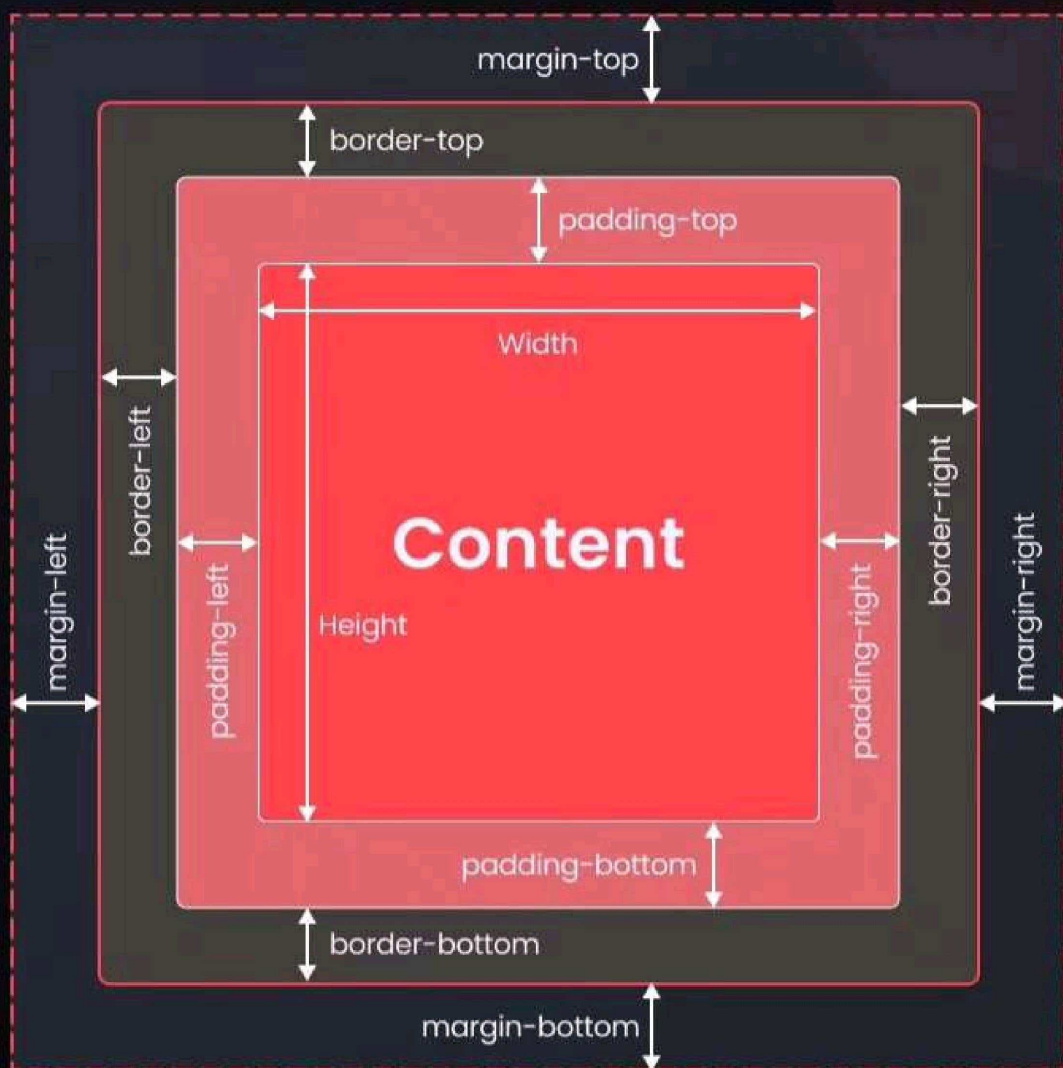 margin-top
border-top
padding-top
Width
border-left
border-right
Content
margin-left
padding-left
Height
padding-right
margin-right
padding-bottom
border-bottom
margin-bottom